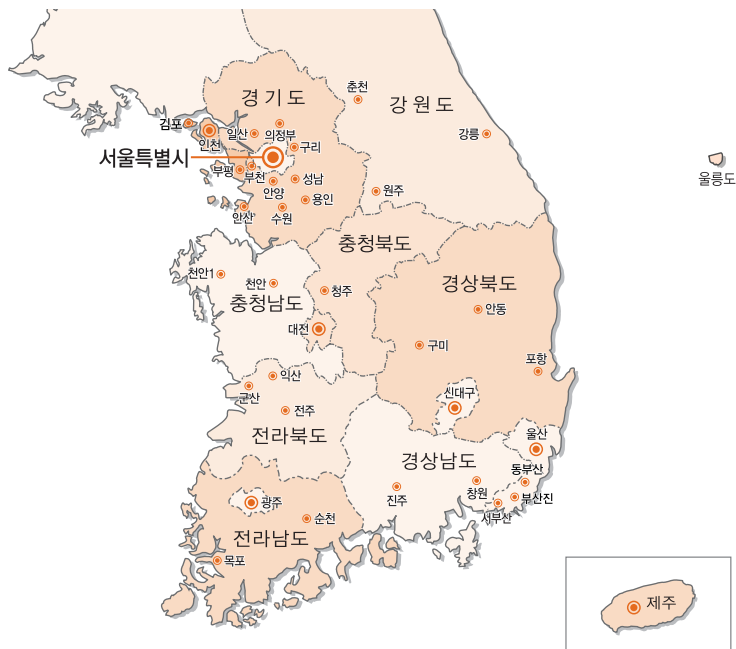 경기도
춘천
강원도
김포
인천
일산
의정부
강릉
구리
서울특별시
부평
부천
성남
울릉도
안양
원주
용인
안산
수원
충청북도
천안1
천안
경상북도
청주
충청남도
안동
대전
구미
포항
익산
신대구
군산
전주
전라북도
울산
경상남도
동부산
진주
창원
부산진
광주
서부산
순천
전라남도
목포
제주